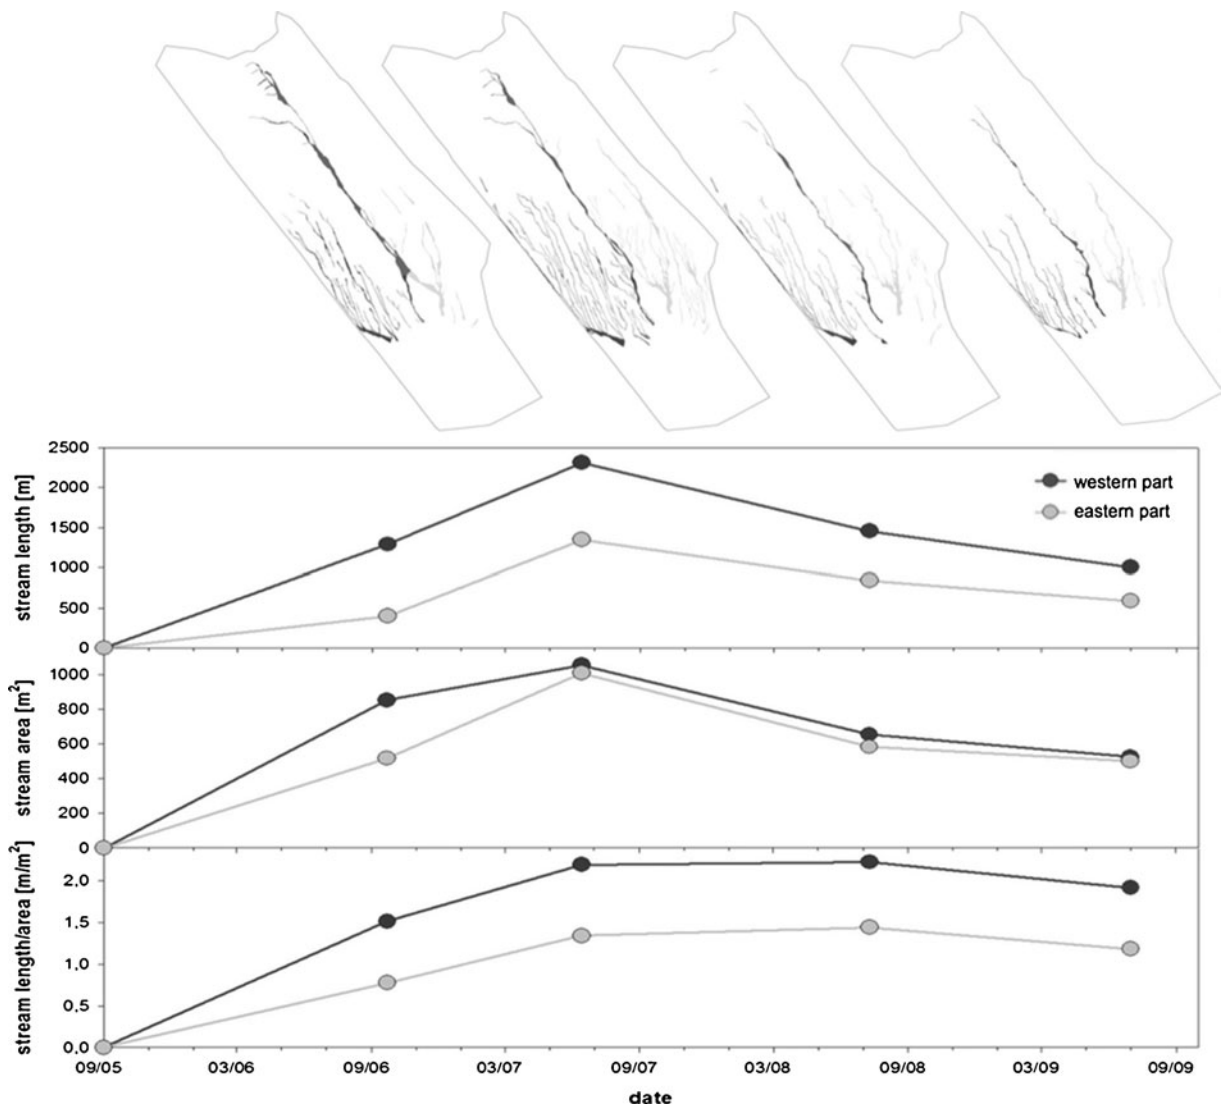 stream length [m]
2500
2000
1500
1000
500
0
western part
eastern part
stream area [m²]
1000
800
600
400
200
0
stream length/area [m/m²]
2.0
1.5
1.0
0.5
0.0
09/05 03/06 09/06 03/07 09/07 03/08 09/08 03/09 09/09
date